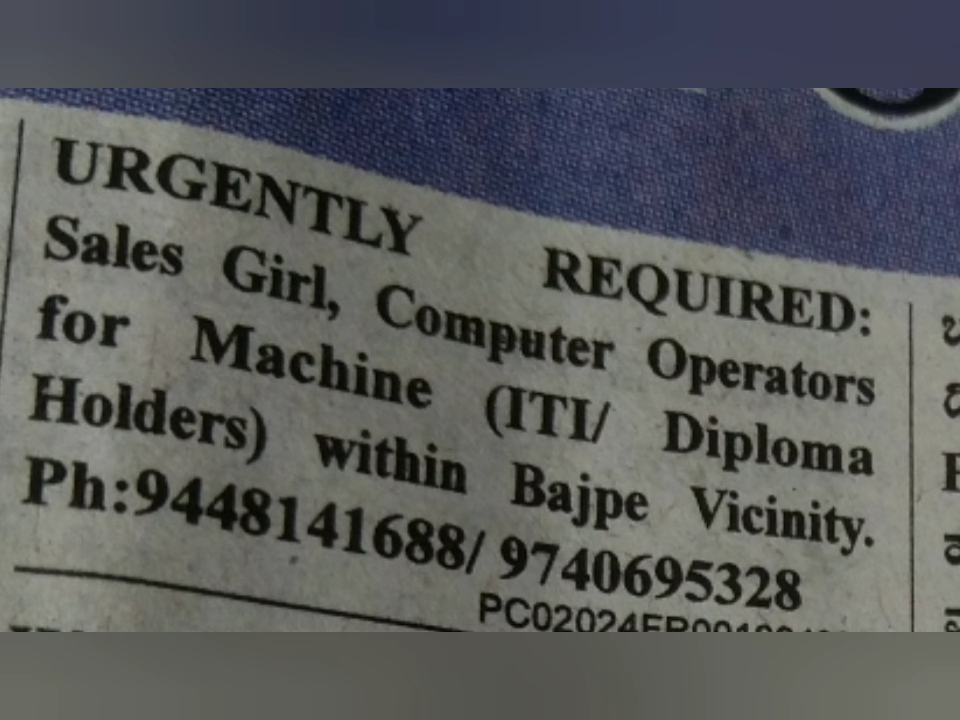 URGENTLY REQUIRED:
Sales Girl, Computer Operators
for Machine (ITI/ Diploma
Holders) within Bajpe Vicinity.
Ph:9448141688/ 9740695328